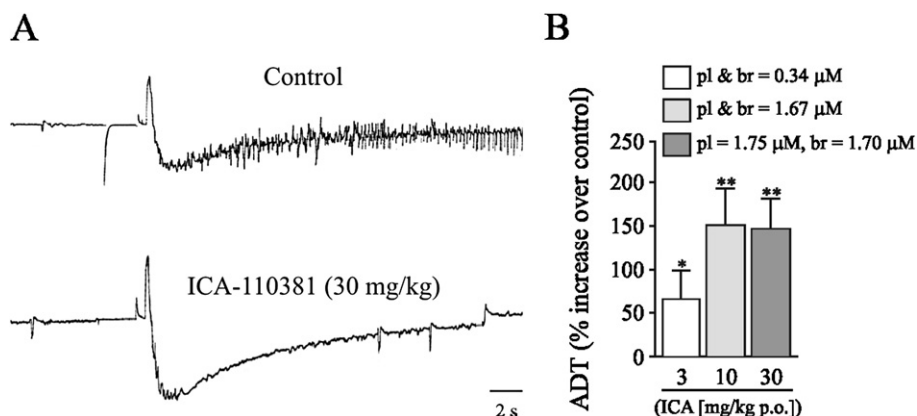 A
Control
ICA-110381 (30 mg/kg)
2 s
B
pl & br = 0.34 μM
pl & br = 1.67 μM
pl = 1.75 μM, br = 1.70 μM
ADT (% increase over control)
250
200
150
100
50
0
*
**
**
3 10 30
(ICA [mg/kg p.o.])